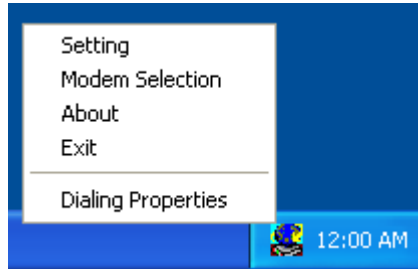 Setting
Modem Selection
About
Exit
Dialing Properties
12:00 AM